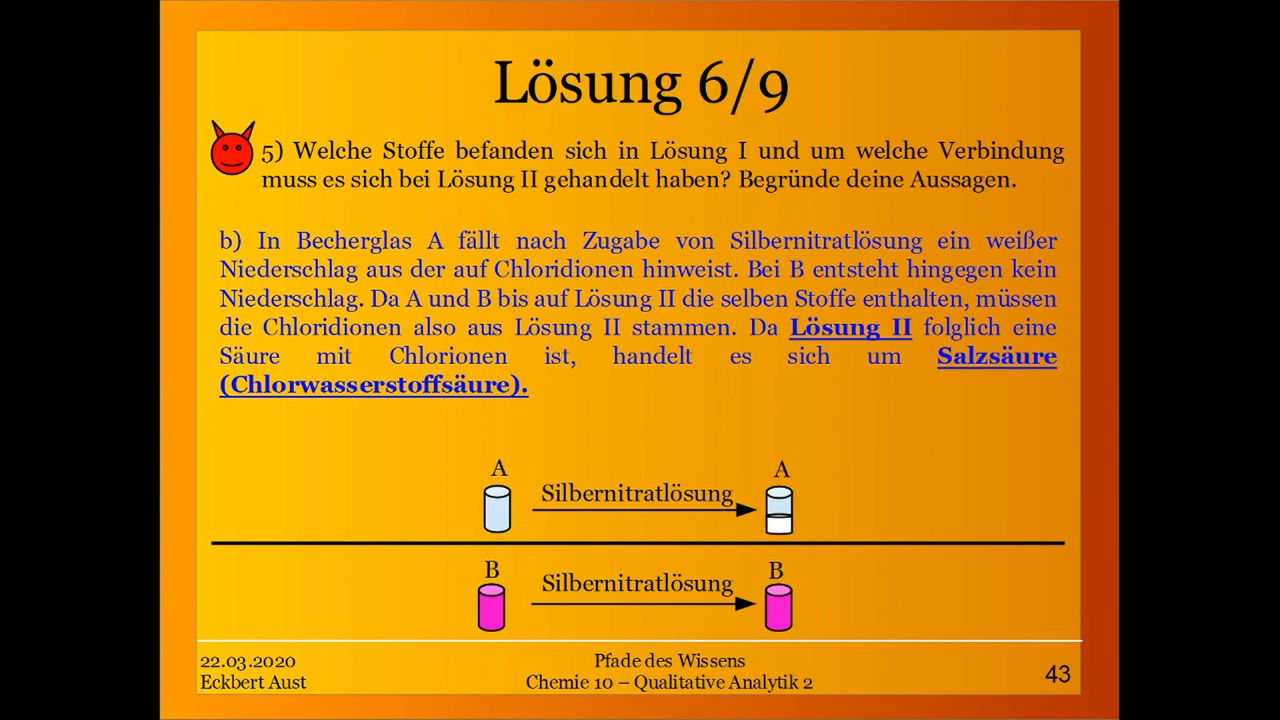 Lösung 6/9
5) Welche Stoffe befanden sich in Lösung I und um welche Verbindung
muss es sich bei Lösung II gehandelt haben? Begründe deine Aussagen.
b) In Becherglas A fällt nach Zugabe von Silbernitratlösung ein weißer
Niederschlag aus der auf Chloridionen hinweist. Bei B entsteht hingegen kein
Niederschlag. Da A und B bis auf Lösung II die selben Stoffe enthalten, müssen
die Chloridionen also aus Lösung II stammen. Da Lösung II folglich eine
Säure mit Chlorionen ist, handelt es sich um Salzsäure
(Chlorwasserstoffsäure).
A Silbernitratlösung A
B Silbernitratlösung B
22.03.2020 Pfade des Wissens
Eckbert Aust Chemie 10 – Qualitative Analytik 2 43